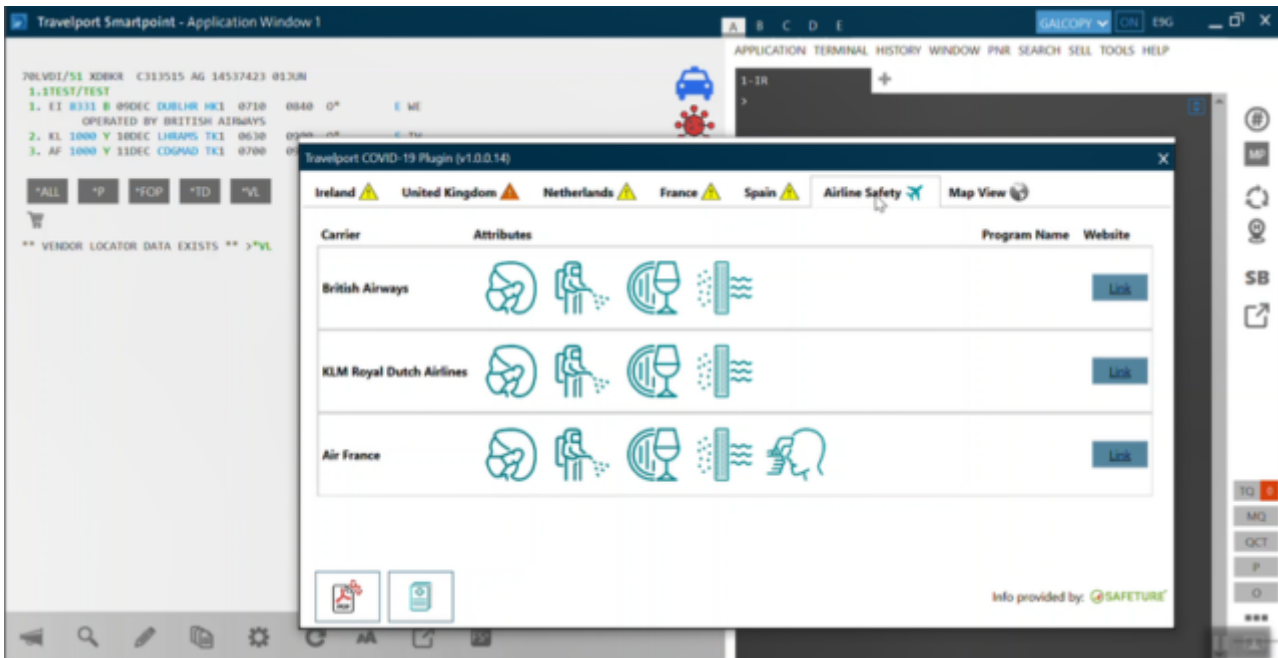 Travelport Smartpoint - Application Window 1
A B C D E
GALCOPY ON E9G
APPLICATION TERMINAL HISTORY WINDOW PNR SEARCH SELL TOOLS HELP
1-IR
>
70LVDI/51 XDBKR C313515 AG 14537423 01JUN
1.1TEST/TEST
1. EI 8331 B 09DEC DUBLHR HK1 0710 0840 O* E WE
OPERATED BY BRITISH AIRWAYS
2. KL 1000 Y 10DEC LHRAMS TK1 0630
3. AF 1000 Y 11DEC CDGMAD TK1 0700
*ALL *P *FOP *TD *VL
** VENDOR LOCATOR DATA EXISTS ** >*VL
Travelport COVID-19 Plugin (v1.0.0.14)
Ireland United Kingdom Netherlands France Spain Airline Safety Map View
Carrier Attributes Program Name Website
British Airways Link
KLM Royal Dutch Airlines Link
Air France Link
PDF
Info provided by: SAFETURE
#
MP
SB
TQ 0
MQ
QCT
P
O
AA
FSP